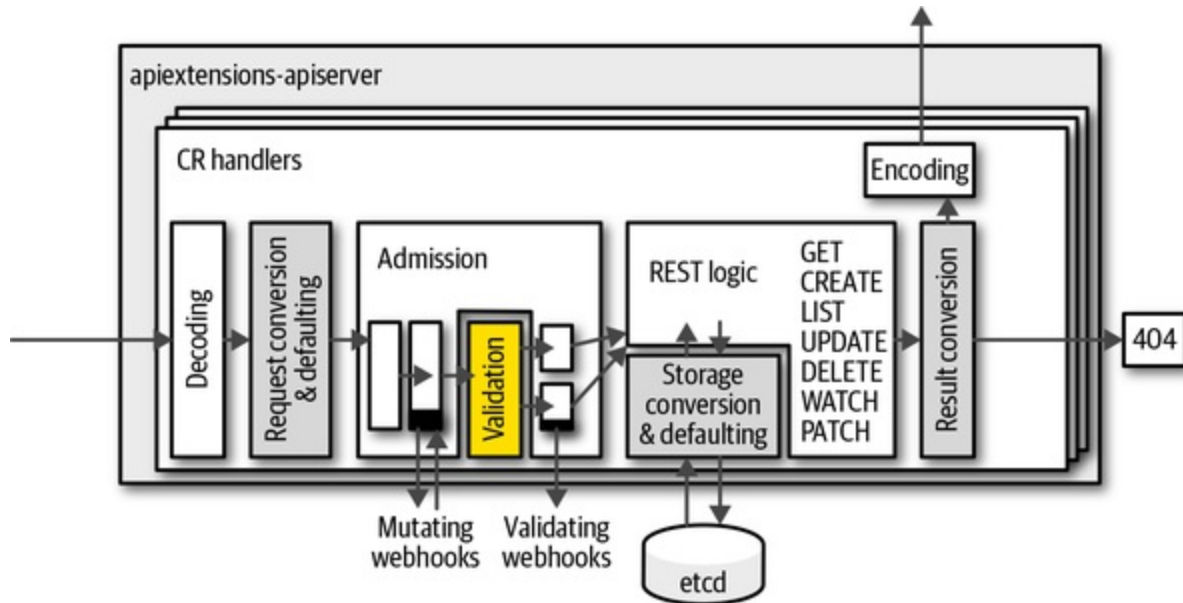 apiextensions-apiserver
CR handlers
Encoding
Decoding
Request conversion
& defaulting
Admission
Validation
REST logic
GET
CREATE
LIST
UPDATE
DELETE
WATCH
PATCH
Storage
conversion
& defaulting
Result conversion
404
Mutating
webhooks
Validating
webhooks
etcd